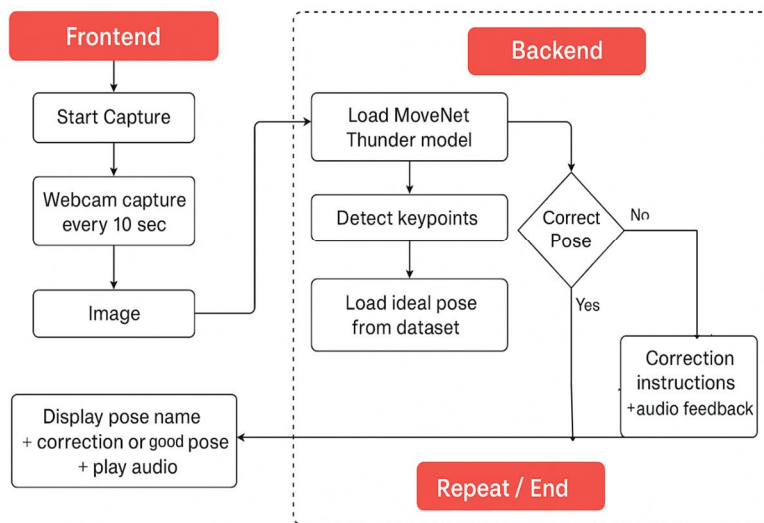 Frontend
Start Capture
Webcam capture
every 10 sec
Image
Backend
Load MoveNet
Thunder model
Detect keypoints
Load ideal pose
from dataset
Correct
Pose
No
Yes
Correction
instructions
+audio feedback
Display pose name
+ correction or good pose
+ play audio
Repeat / End